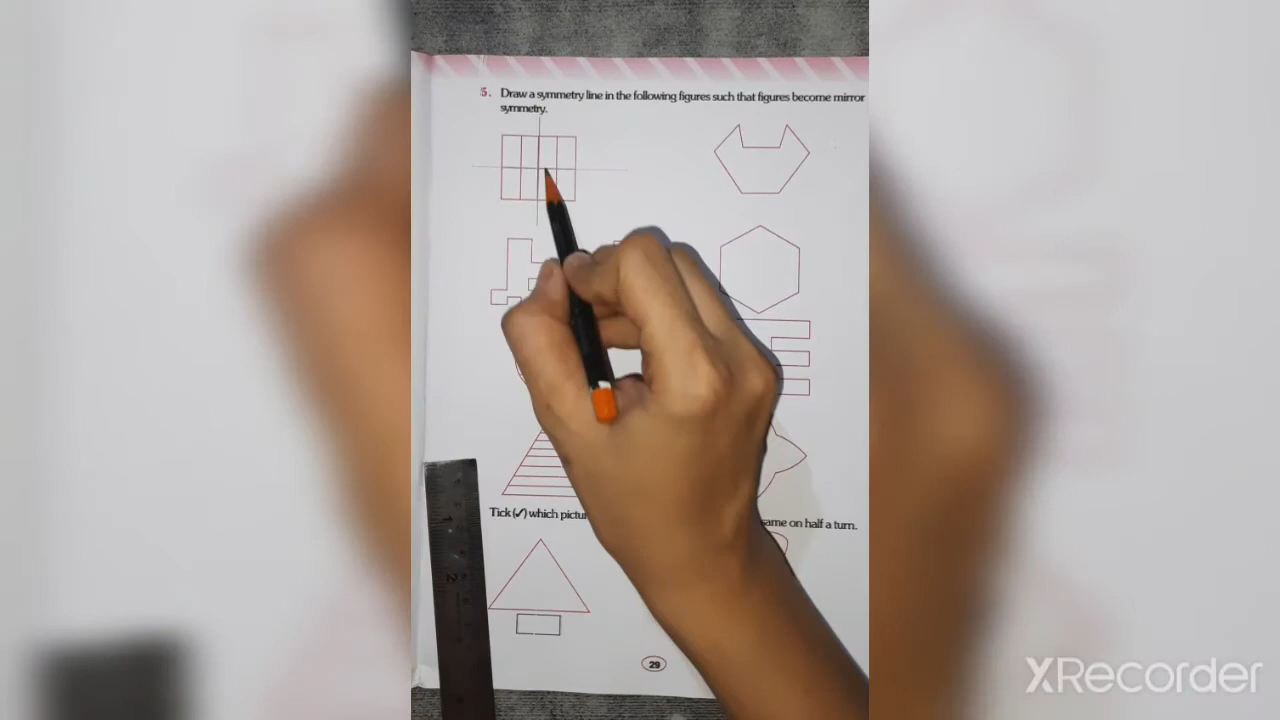 5. Draw a symmetry line in the following figures such that figures become mirror
symmetry.
Tick (✓) which
same on half a turn.
29
XRecorder